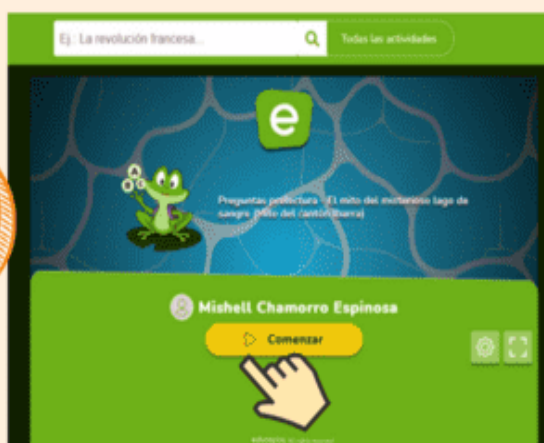 Ej.: La revolución francesa...
Todas las actividades
e
A
B C
Preguntas prelectura - El mito del misterioso lago de
sangre (Mito del cantón Ibarra)
Mishell Chamorro Espinosa
Comenzar